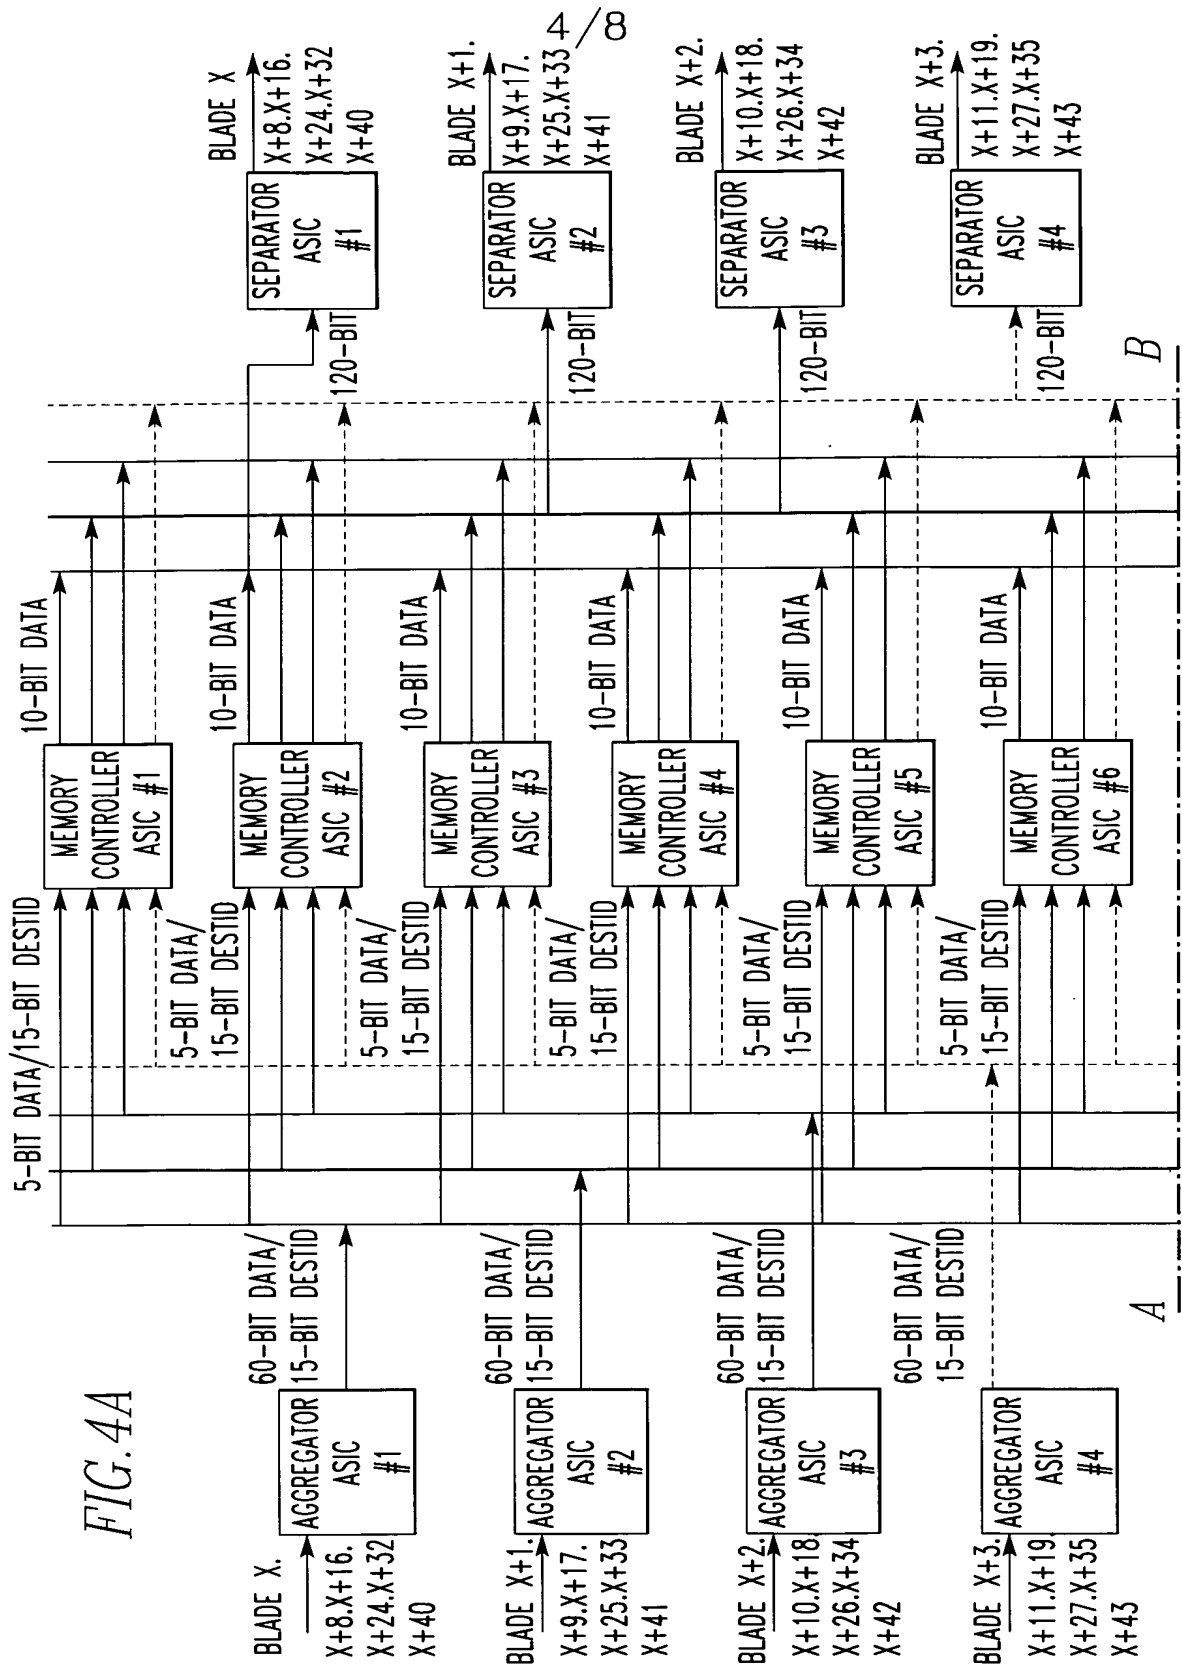 4/8
FIG.4A
BLADE X.
X+8.X+16.
X+24.X+32
X+40
AGGREGATOR
ASIC
#1
60-BIT DATA/
15-BIT DESTID
BLADE X+1.
X+9.X+17.
X+25.X+33
X+41
AGGREGATOR
ASIC
#2
60-BIT DATA/
15-BIT DESTID
BLADE X+2.
X+10.X+18.
X+26.X+34
X+42
AGGREGATOR
ASIC
#3
60-BIT DATA/
15-BIT DESTID
BLADE X+3.
X+11.X+19.
X+27.X+35
X+43
AGGREGATOR
ASIC
#4
60-BIT DATA/
15-BIT DESTID
A
5-BIT DATA/15-BIT DESTID
5-BIT DATA/
15-BIT DESTID
5-BIT DATA/
15-BIT DESTID
5-BIT DATA/
15-BIT DESTID
5-BIT DATA/
15-BIT DESTID
5-BIT DATA/
15-BIT DESTID
MEMORY
CONTROLLER
ASIC #1
MEMORY
CONTROLLER
ASIC #2
MEMORY
CONTROLLER
ASIC #3
MEMORY
CONTROLLER
ASIC #4
MEMORY
CONTROLLER
ASIC #5
MEMORY
CONTROLLER
ASIC #6
10-BIT DATA
10-BIT DATA
10-BIT DATA
10-BIT DATA
10-BIT DATA
10-BIT DATA
120-BIT
SEPARATOR
ASIC
#1
BLADE X
X+8.X+16.
X+24.X+32
X+40
120-BIT
SEPARATOR
ASIC
#2
BLADE X+1.
X+9.X+17.
X+25.X+33
X+41
120-BIT
SEPARATOR
ASIC
#3
BLADE X+2.
X+10.X+18.
X+26.X+34
X+42
120-BIT
SEPARATOR
ASIC
#4
BLADE X+3.
X+11.X+19.
X+27.X+35
X+43
B